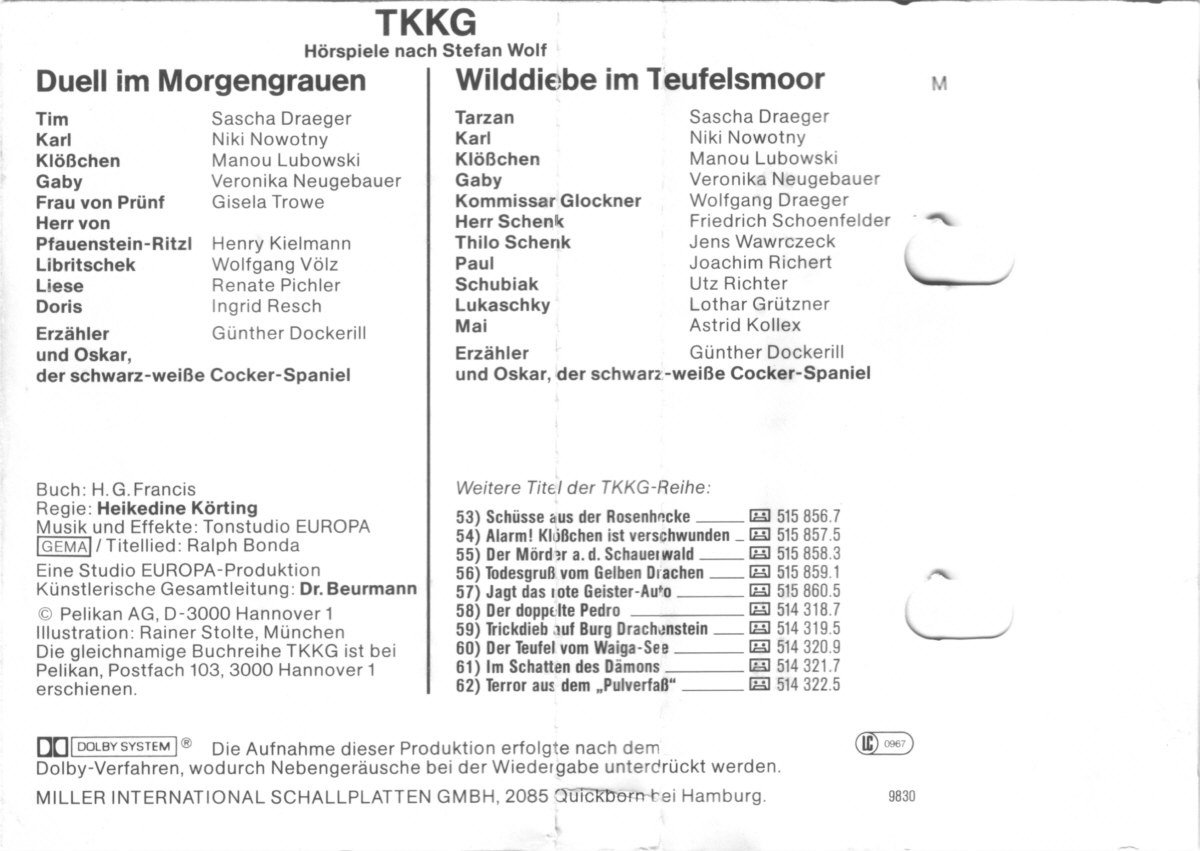 TKKG
Hörspiele nach Stefan Wolf
Duell im Morgengrauen
Tim Sascha Draeger
Karl Niki Nowotny
Klößchen Manou Lubowski
Gaby Veronika Neugebauer
Frau von Prünf Gisela Trowe
Herr von
Pfauenstein-Ritzl Henry Kielmann
Libritschek Wolfgang Völz
Liese Renate Pichler
Doris Ingrid Resch
Erzähler Günther Dockerill
und Oskar,
der schwarz-weiße Cocker-Spaniel
Buch: H.G. Francis
Regie: Heikedine Körting
Musik und Effekte: Tonstudio EUROPA
GEMA / Titellied: Ralph Bonda
Eine Studio EUROPA-Produktion
Künstlerische Gesamtleitung: Dr. Beurmann
© Pelikan AG, D-3000 Hannover 1
Illustration: Rainer Stolte, München
Die gleichnamige Buchreihe TKKG ist bei
Pelikan, Postfach 103, 3000 Hannover 1
erschienen.
Wilddiebe im Teufelsmoor
Tarzan Sascha Draeger
Karl Niki Nowotny
Klößchen Manou Lubowski
Gaby Veronika Neugebauer
Kommissar Glockner Wolfgang Draeger
Herr Schenk Friedrich Schoenfelder
Thilo Schenk Jens Wawrczeck
Paul Joachim Richert
Schubiak Utz Richter
Lukaschky Lothar Grützner
Mai Astrid Kollex
Erzähler Günther Dockerill
und Oskar, der schwarz-weiße Cocker-Spaniel
Weitere Titel der TKKG-Reihe:
53) Schüsse aus der Rosenhecke 515 856.7
54) Alarm! Klößchen ist verschwunden 515 857.5
55) Der Mörder a. d. Schauerwald 515 858.3
56) Todesgruß vom Gelben Drachen 515 859.1
57) Jagt das rote Geister-Auto 515 860.5
58) Der doppelte Pedro 514 318.7
59) Trickdieb auf Burg Drachenstein 514 319.5
60) Der Teufel vom Waiga-See 514 320.9
61) Im Schatten des Dämons 514 321.7
62) Terror aus dem „Pulverfaß“ 514 322.5
M
DOLBY SYSTEM ® Die Aufnahme dieser Produktion erfolgte nach dem
Dolby-Verfahren, wodurch Nebengeräusche bei der Wiedergabe unterdrückt werden.
LC 0967
MILLER INTERNATIONAL SCHALLPLATTEN GMBH, 2085 Quickborn bei Hamburg.
9830